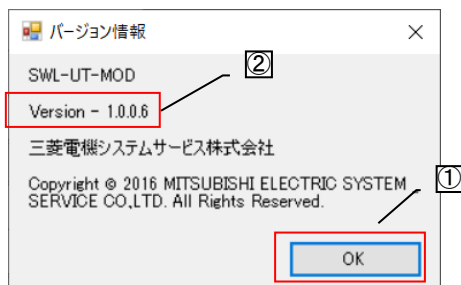 バージョン情報
SWL-UT-MOD
②
Version - 1.0.0.6
三菱電機システムサービス株式会社
Copyright © 2016 MITSUBISHI ELECTRIC SYSTEM
SERVICE CO,.LTD. All Rights Reserved.
①
OK